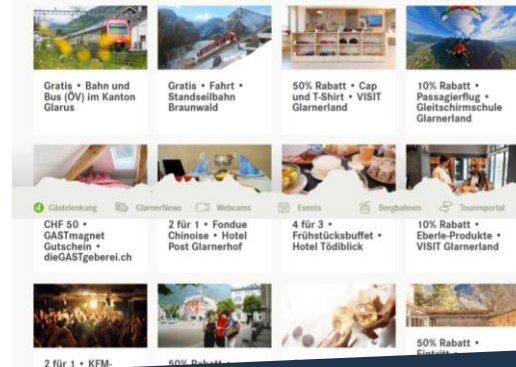 Gratis • Bahn und
Bus (ÖV) im Kanton
Glarus
Gratis • Fahrt •
Standseilbahn
Braunwald
50% Rabatt • Cap
und T-Shirt • VISIT
Glarnerland
10% Rabatt •
Passagierflug •
Gleitschirmschule
Glarnerland
Gästelenkung
GlarnerNews
Webcams
Events
Bergbahnen
Tourenportal
CHF 50 •
GASTmagnet
Gutschein •
dieGASTgeberei.ch
2 für 1 • Fondue
Chinoise • Hotel
Post Glarnerhof
4 für 3 •
Frühstücksbuffet •
Hotel Tödiblick
10% Rabatt •
Eberle-Produkte •
VISIT Glarnerland
2 für 1 • KFM-
50% Rabatt •
50% Rabatt •
Eintritt •